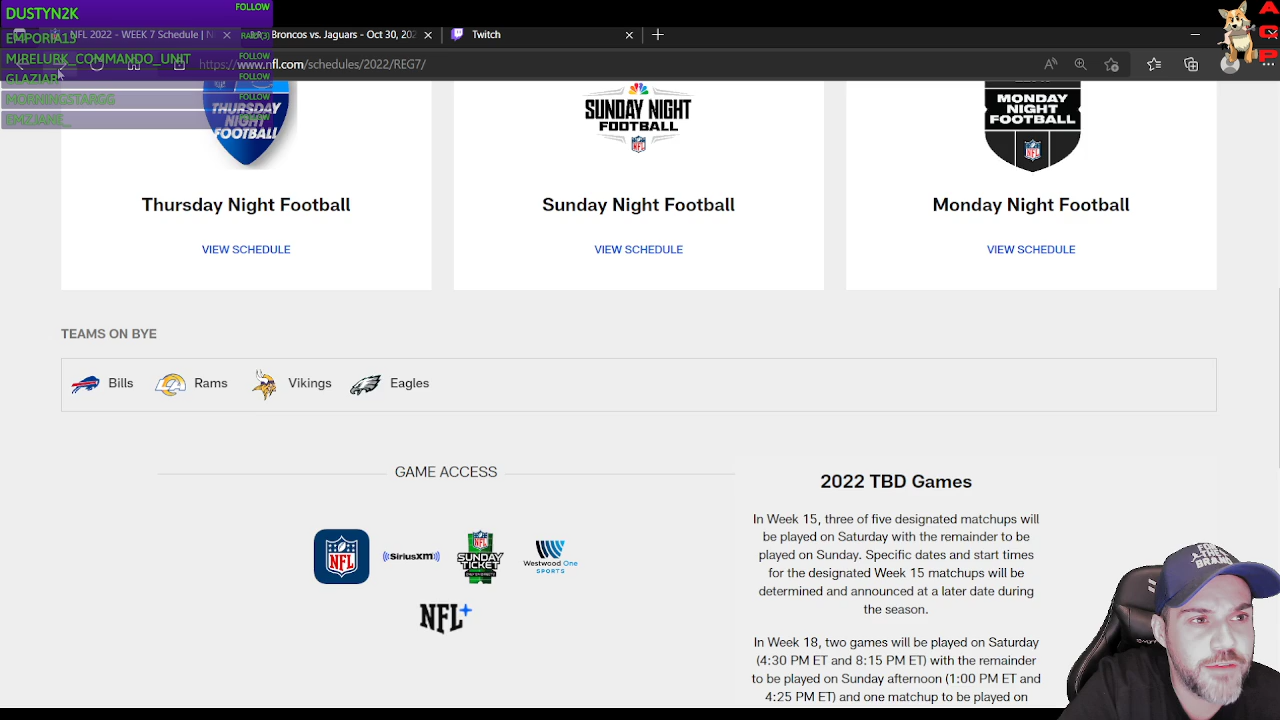 DUSTYN2K FOLLOW
EMPORIA15 RAID(3)
MIRELURK_COMMANDO_UNIT FOLLOW
GLAZIAR FOLLOW
MORNINGSTARGG FOLLOW
EMZJANE_ FOLLOW
NFL 2022 - WEEK 7 Schedule | N
Broncos vs. Jaguars - Oct 30, 202
Twitch
https://www.nfl.com/schedules/2022/REG7/
A
G
P
THURSDAY NIGHT FOOTBALL
SUNDAY NIGHT FOOTBALL
MONDAY NIGHT FOOTBALL
Thursday Night Football
Sunday Night Football
Monday Night Football
VIEW SCHEDULE
VIEW SCHEDULE
VIEW SCHEDULE
TEAMS ON BYE
Bills Rams Vikings Eagles
GAME ACCESS
NFL
SiriusXM
NFL SUNDAY TICKET
Westwood One SPORTS
NFL+
2022 TBD Games
In Week 15, three of five designated matchups will
be played on Saturday with the remainder to be
played on Sunday. Specific dates and start times
for the designated Week 15 matchups will be
determined and announced at a later date during
the season.
In Week 18, two games will be played on Saturday
(4:30 PM ET and 8:15 PM ET) with the remainder
to be played on Sunday afternoon (1:00 PM ET and
4:25 PM ET) and one matchup to be played on